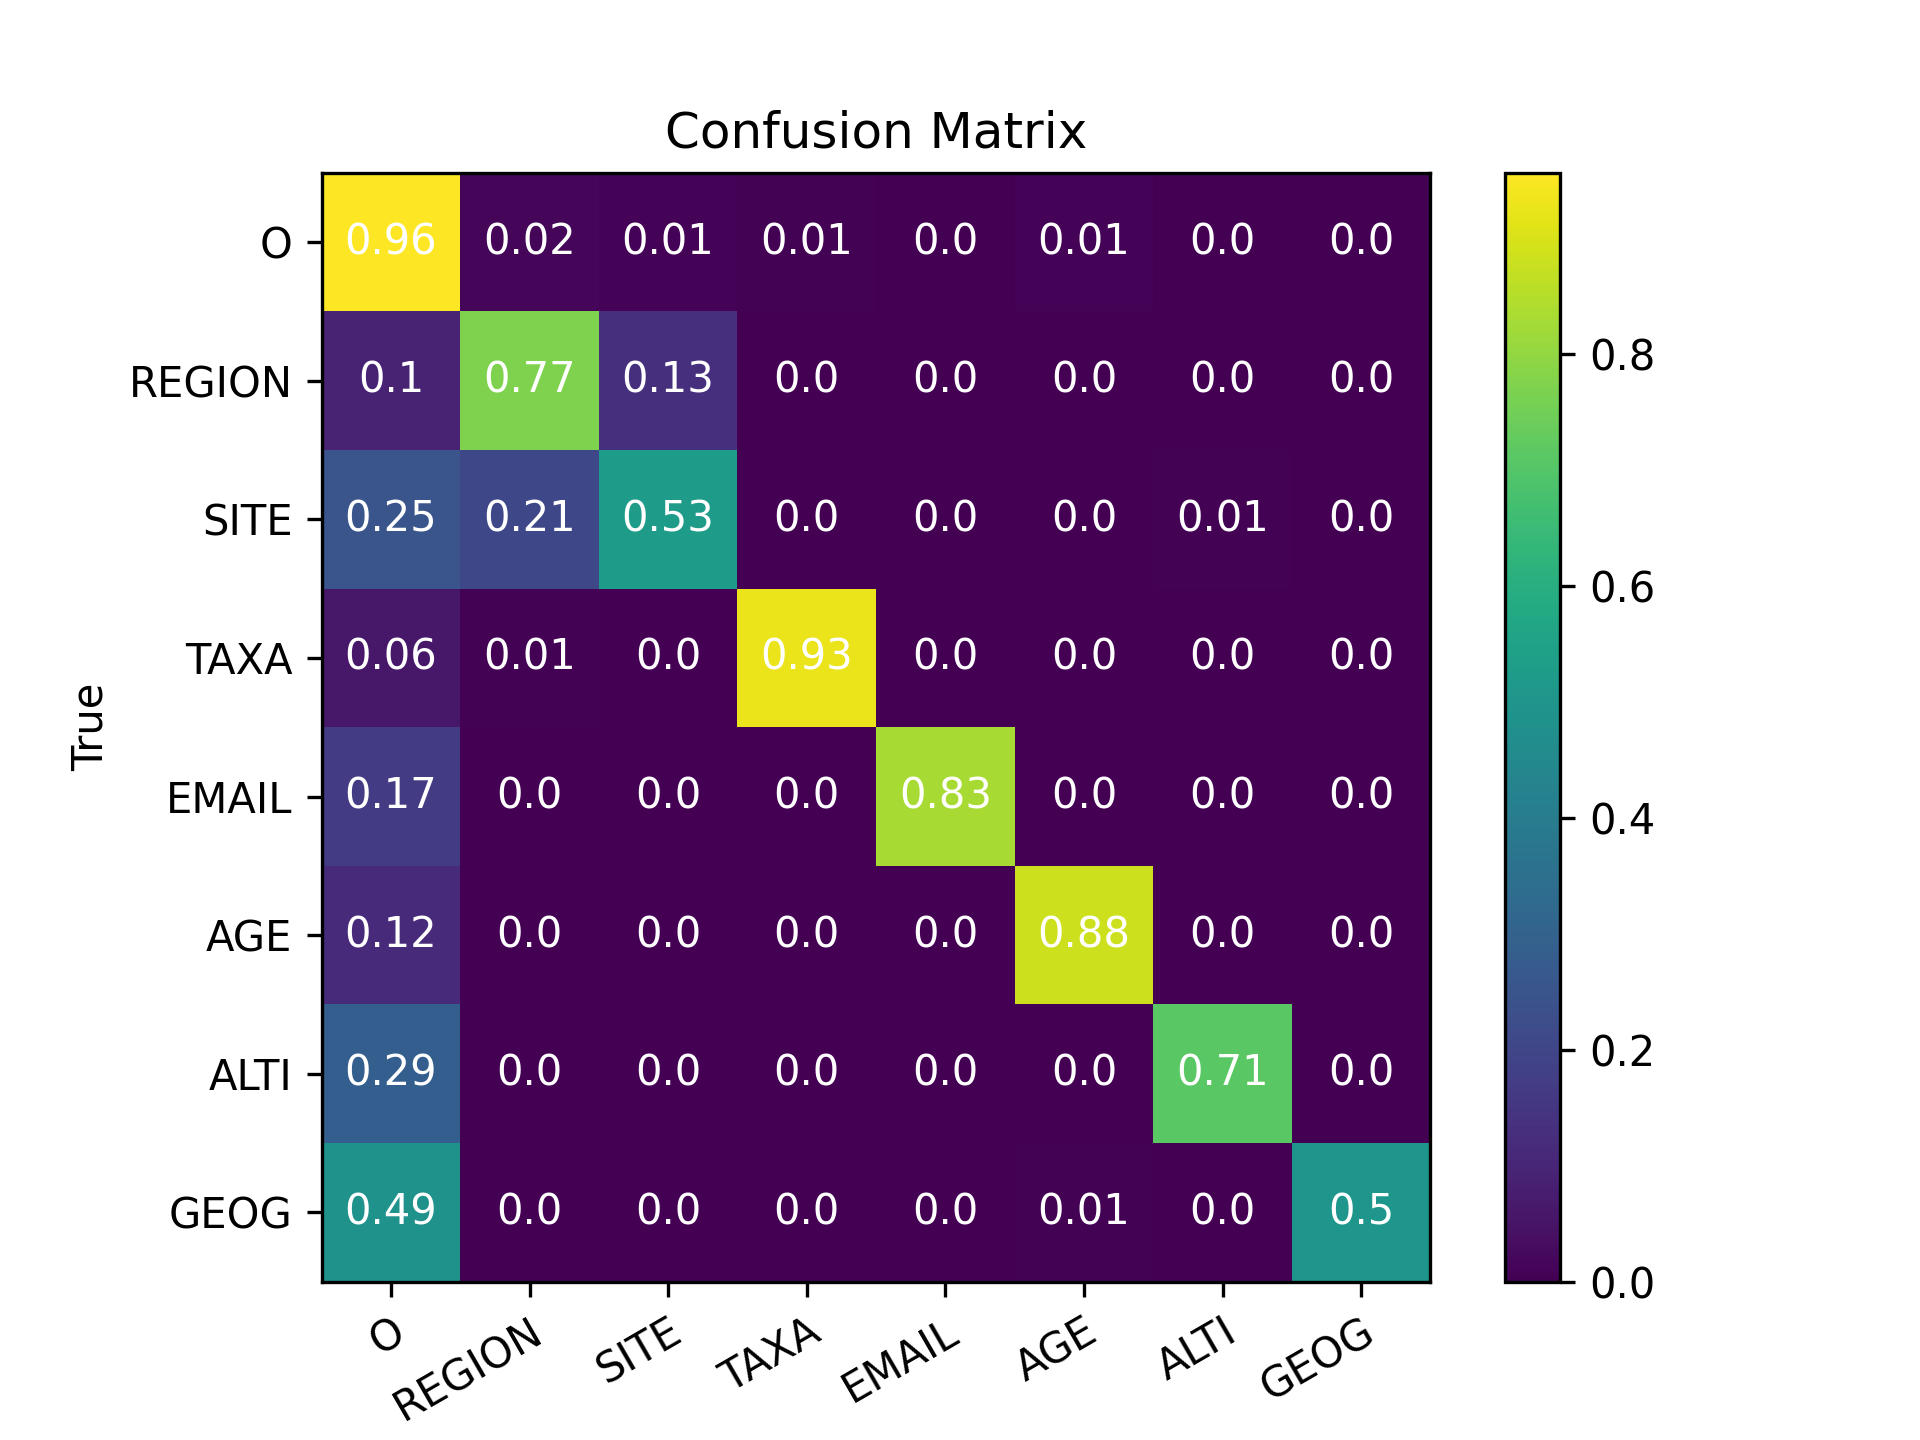 Confusion Matrix
O 0.96 0.02 0.01 0.01 0.0 0.01 0.0 0.0
REGION 0.1 0.77 0.13 0.0 0.0 0.0 0.0 0.0
SITE 0.25 0.21 0.53 0.0 0.0 0.0 0.01 0.0
TAXA 0.06 0.01 0.0 0.93 0.0 0.0 0.0 0.0
EMAIL 0.17 0.0 0.0 0.0 0.83 0.0 0.0 0.0
AGE 0.12 0.0 0.0 0.0 0.0 0.88 0.0 0.0
ALTI 0.29 0.0 0.0 0.0 0.0 0.0 0.71 0.0
GEOG 0.49 0.0 0.0 0.0 0.0 0.01 0.0 0.5
O REGION SITE TAXA EMAIL AGE ALTI GEOG
True
0.8
0.6
0.4
0.2
0.0